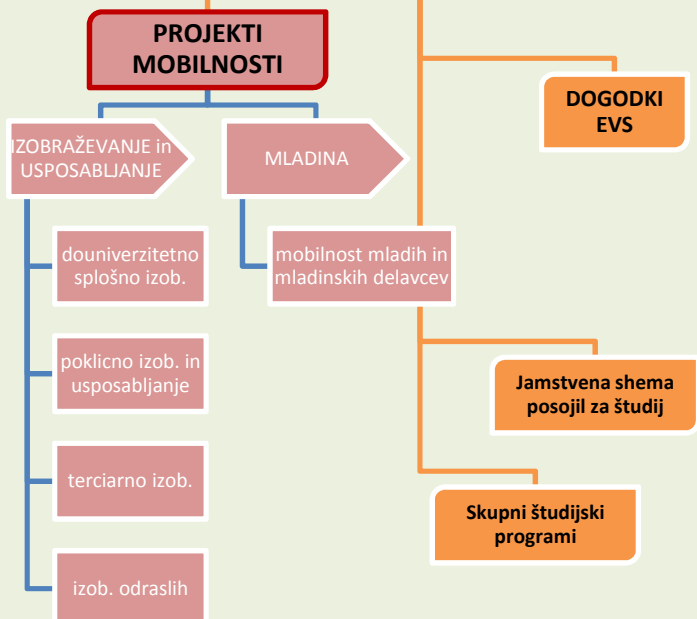 PROJEKTI
MOBILNOSTI
DOGODKI
EVS
IZOBRAŽEVANJE in
USPOSABLJANJE
MLADINA
douniverzitetno
splošno izob.
mobilnost mladih in
mladinskih delavcev
poklicno izob. in
usposabljanje
Jamstvena shema
posojil za študij
terciarno izob.
Skupni študijski
programi
izob. odraslih